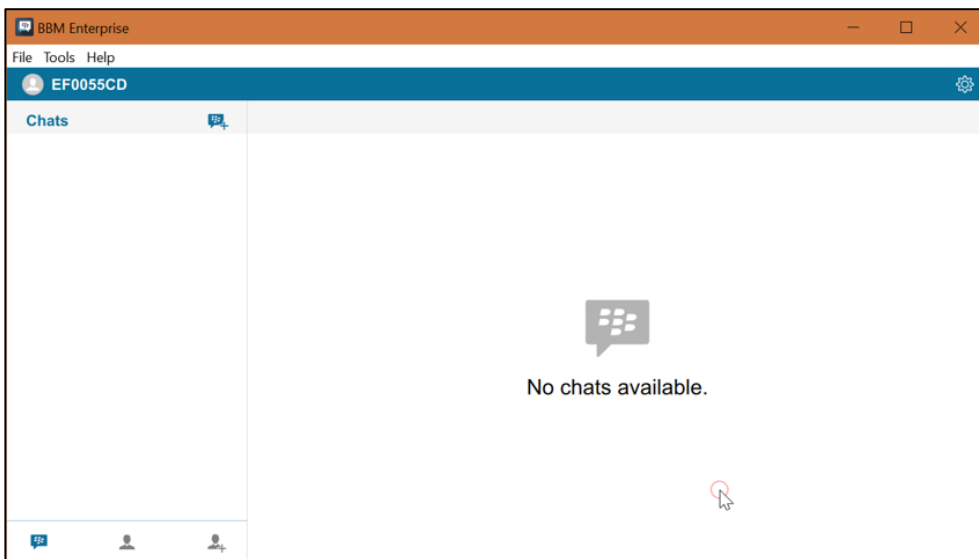 BBM Enterprise
File Tools Help
EF0055CD
Chats
No chats available.